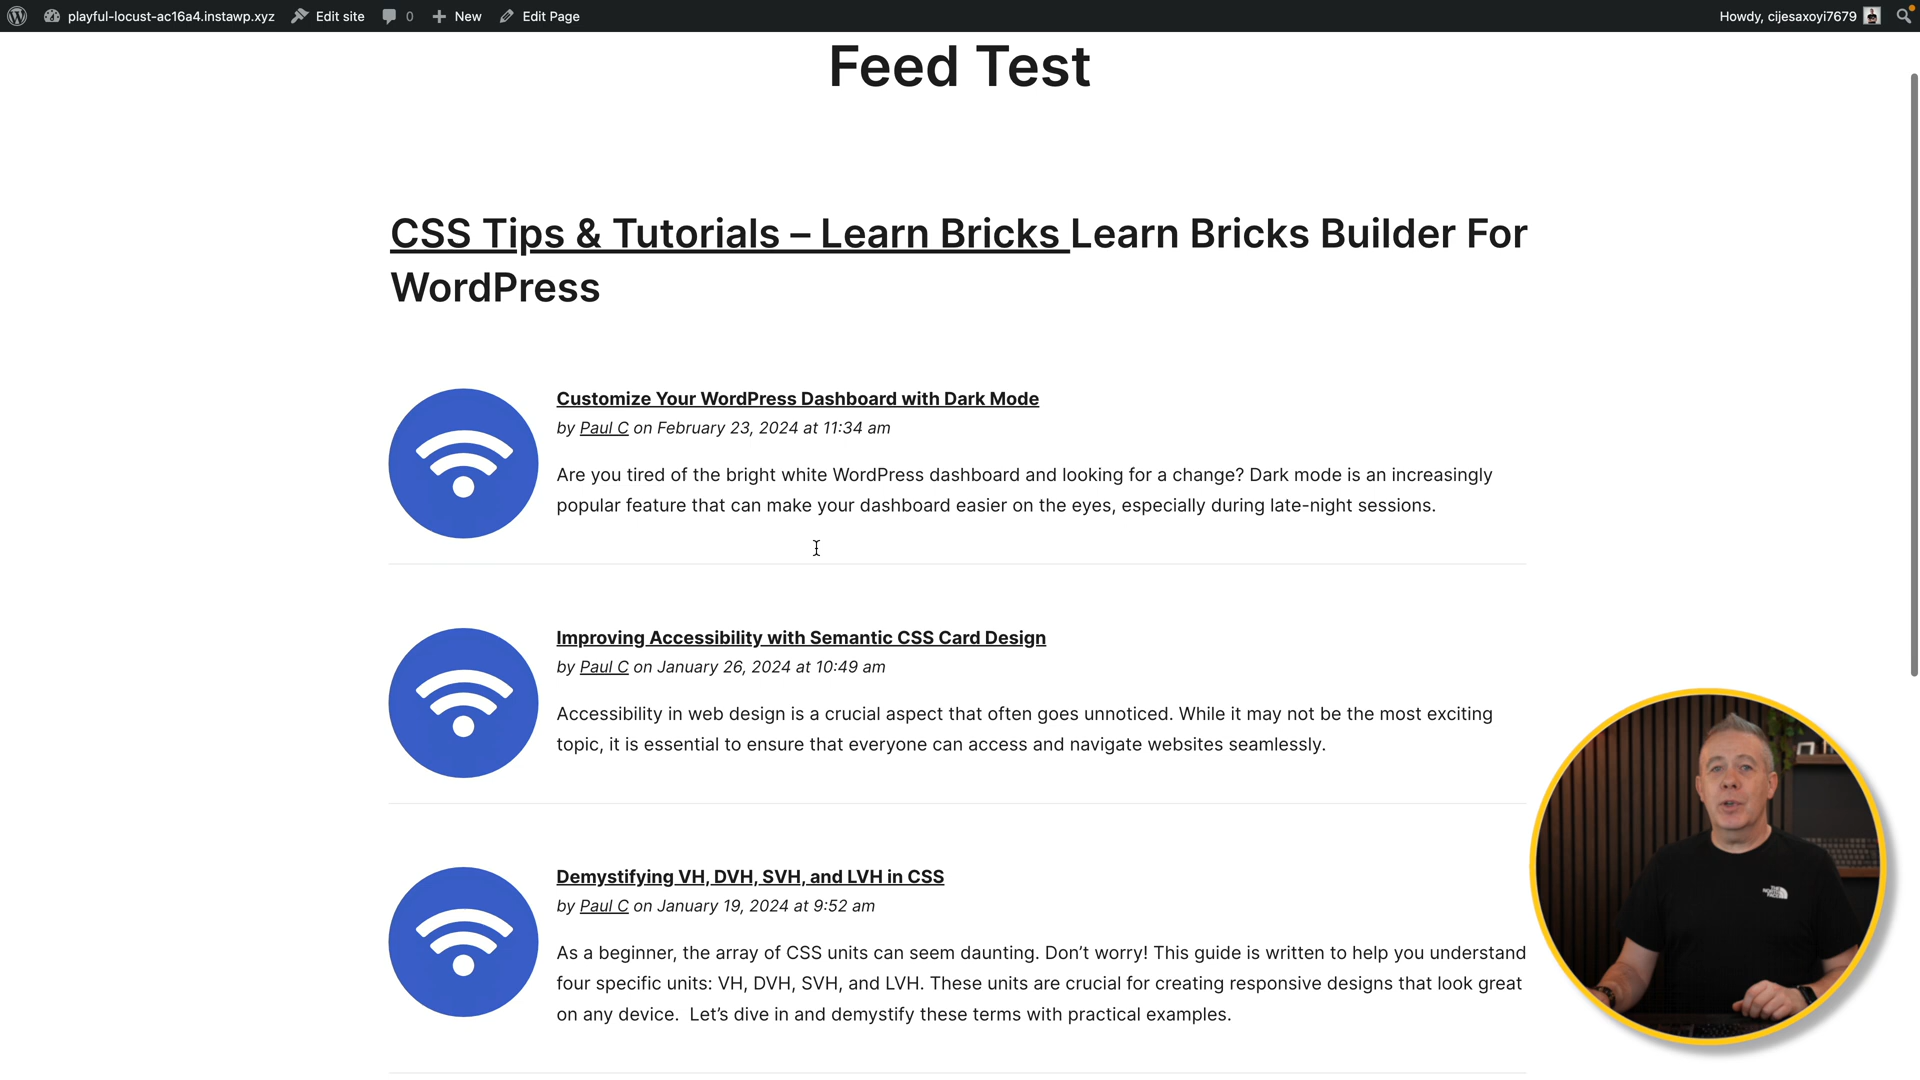 playful-locust-ac16a4.instawp.xyz Edit site 0 New Edit Page Howdy, cijesaxoyi7679
Feed Test
CSS Tips & Tutorials – Learn Bricks Learn Bricks Builder For
WordPress
Customize Your WordPress Dashboard with Dark Mode
by Paul C on February 23, 2024 at 11:34 am
Are you tired of the bright white WordPress dashboard and looking for a change? Dark mode is an increasingly
popular feature that can make your dashboard easier on the eyes, especially during late-night sessions.
Improving Accessibility with Semantic CSS Card Design
by Paul C on January 26, 2024 at 10:49 am
Accessibility in web design is a crucial aspect that often goes unnoticed. While it may not be the most exciting
topic, it is essential to ensure that everyone can access and navigate websites seamlessly.
Demystifying VH, DVH, SVH, and LVH in CSS
by Paul C on January 19, 2024 at 9:52 am
As a beginner, the array of CSS units can seem daunting. Don’t worry! This guide is written to help you understand
four specific units: VH, DVH, SVH, and LVH. These units are crucial for creating responsive designs that look great
on any device.  Let’s dive in and demystify these terms with practical examples.
THE
NORTH
FACE